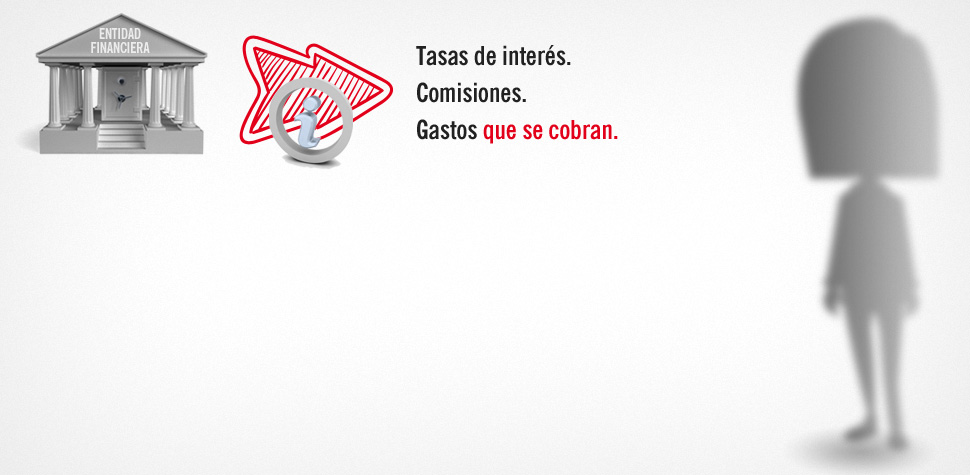 ENTIDAD
FINANCIERA
Tasas de interés.
Comisiones.
Gastos que se cobran.